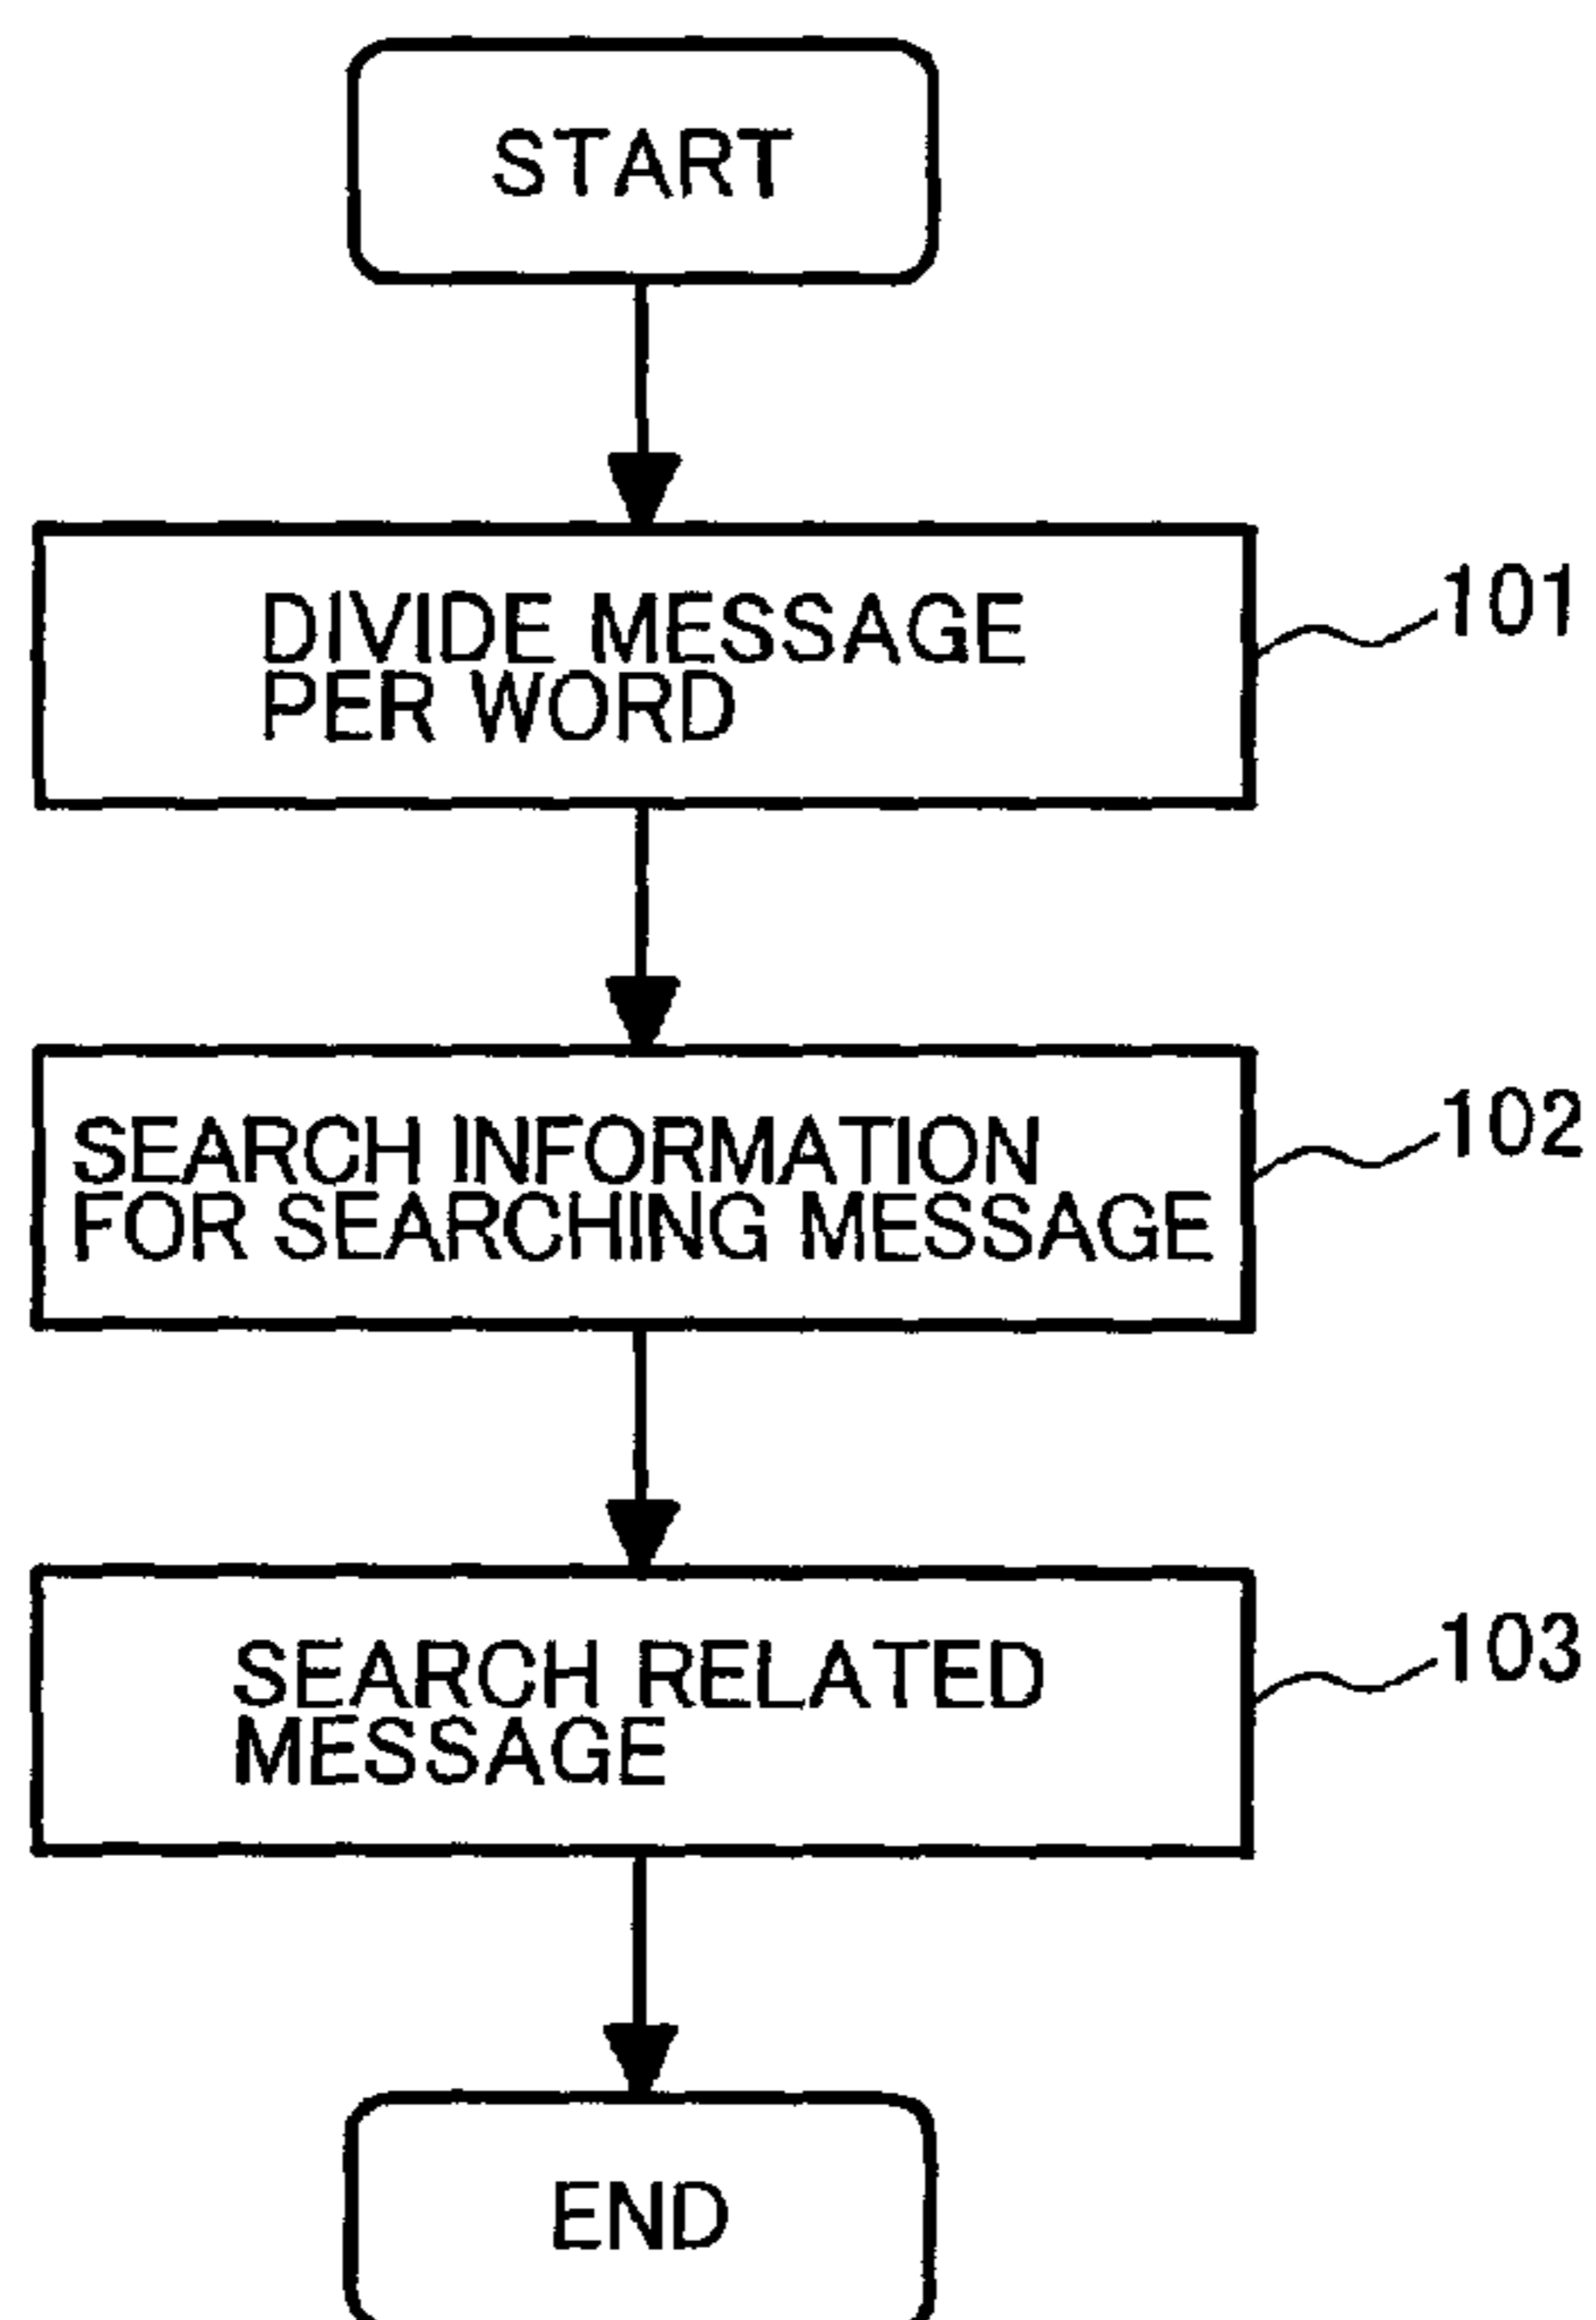 START
DIVIDE MESSAGE
PER WORD
101
SEARCH INFORMATION
FOR SEARCHING MESSAGE
102
SEARCH RELATED
MESSAGE
103
END